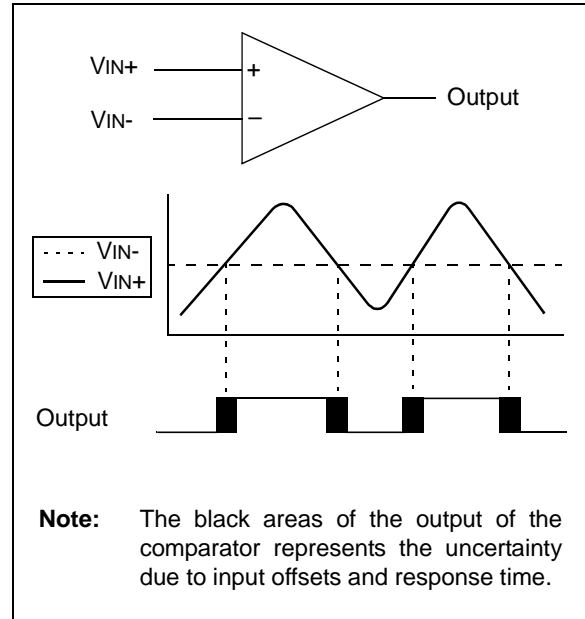 VIN+
+
Output
VIN-
–
VIN-
VIN+
Output
Note: The black areas of the output of the
comparator represents the uncertainty
due to input offsets and response time.